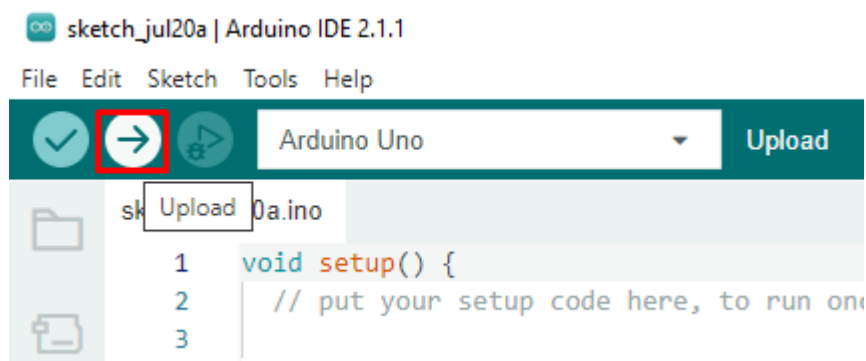 sketch_jul20a | Arduino IDE 2.1.1
File Edit Sketch Tools Help
Arduino Uno Upload
sk Upload 0a.ino
1 void setup() {
2 // put your setup code here, to run
3